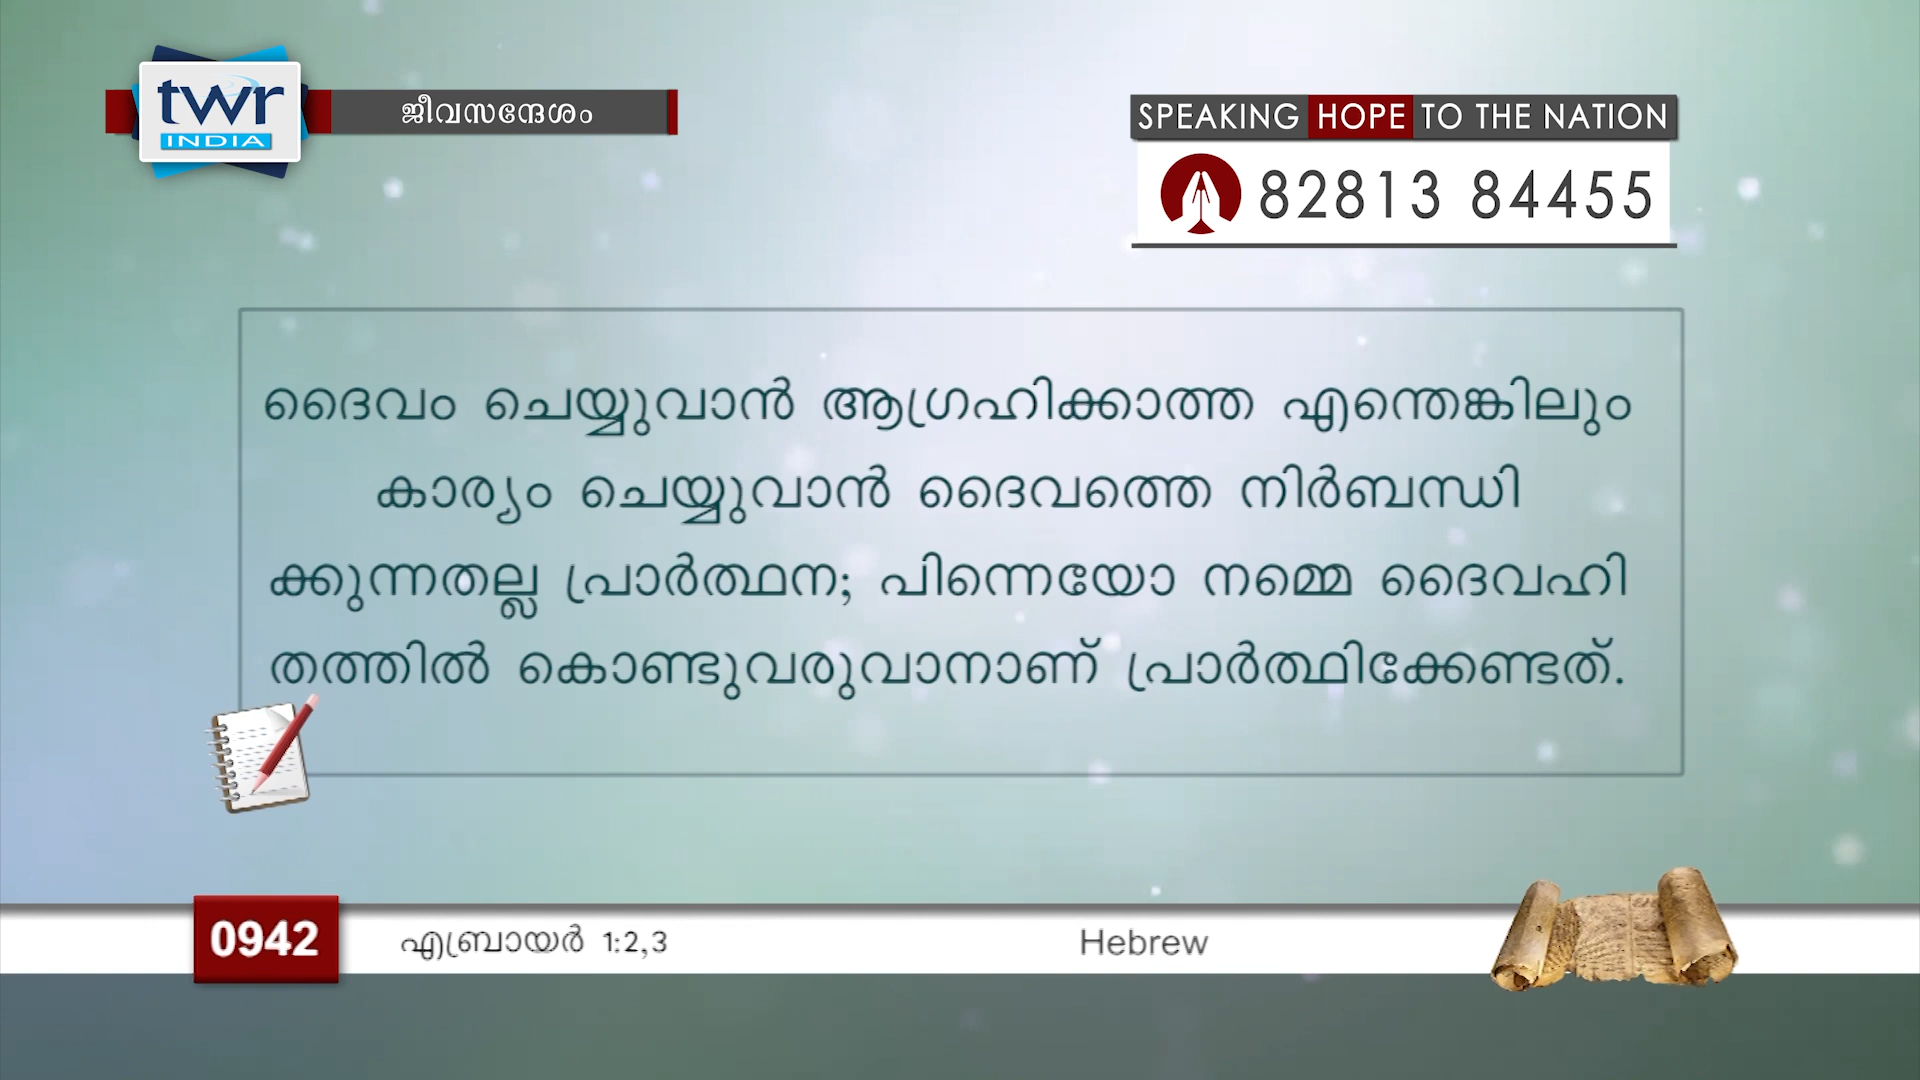 twr
INDIA
ജീവസന്ദേശം
SPEAKING HOPE TO THE NATION
82813 84455
ദൈവം ചെയ്യുവാൻ ആഗ്രഹിക്കാത്ത എന്തെങ്കിലും
കാര്യം ചെയ്യുവാൻ ദൈവത്തെ നിർബന്ധി
ക്കുന്നതല്ല പ്രാർത്ഥന; പിന്നെയോ നമ്മെ ദൈവഹി
തത്തിൽ കൊണ്ടുവരുവാനാണ് പ്രാർത്ഥിക്കേണ്ടത്.
0942
എബ്രായർ 1:2,3
Hebrew